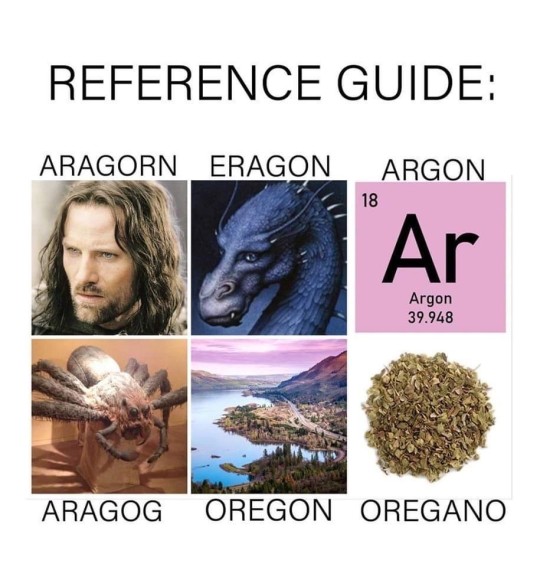 REFERENCE GUIDE:
ARAGORN ERAGON ARGON
18
Ar
Argon
39.948
ARAGOG OREGON OREGANO